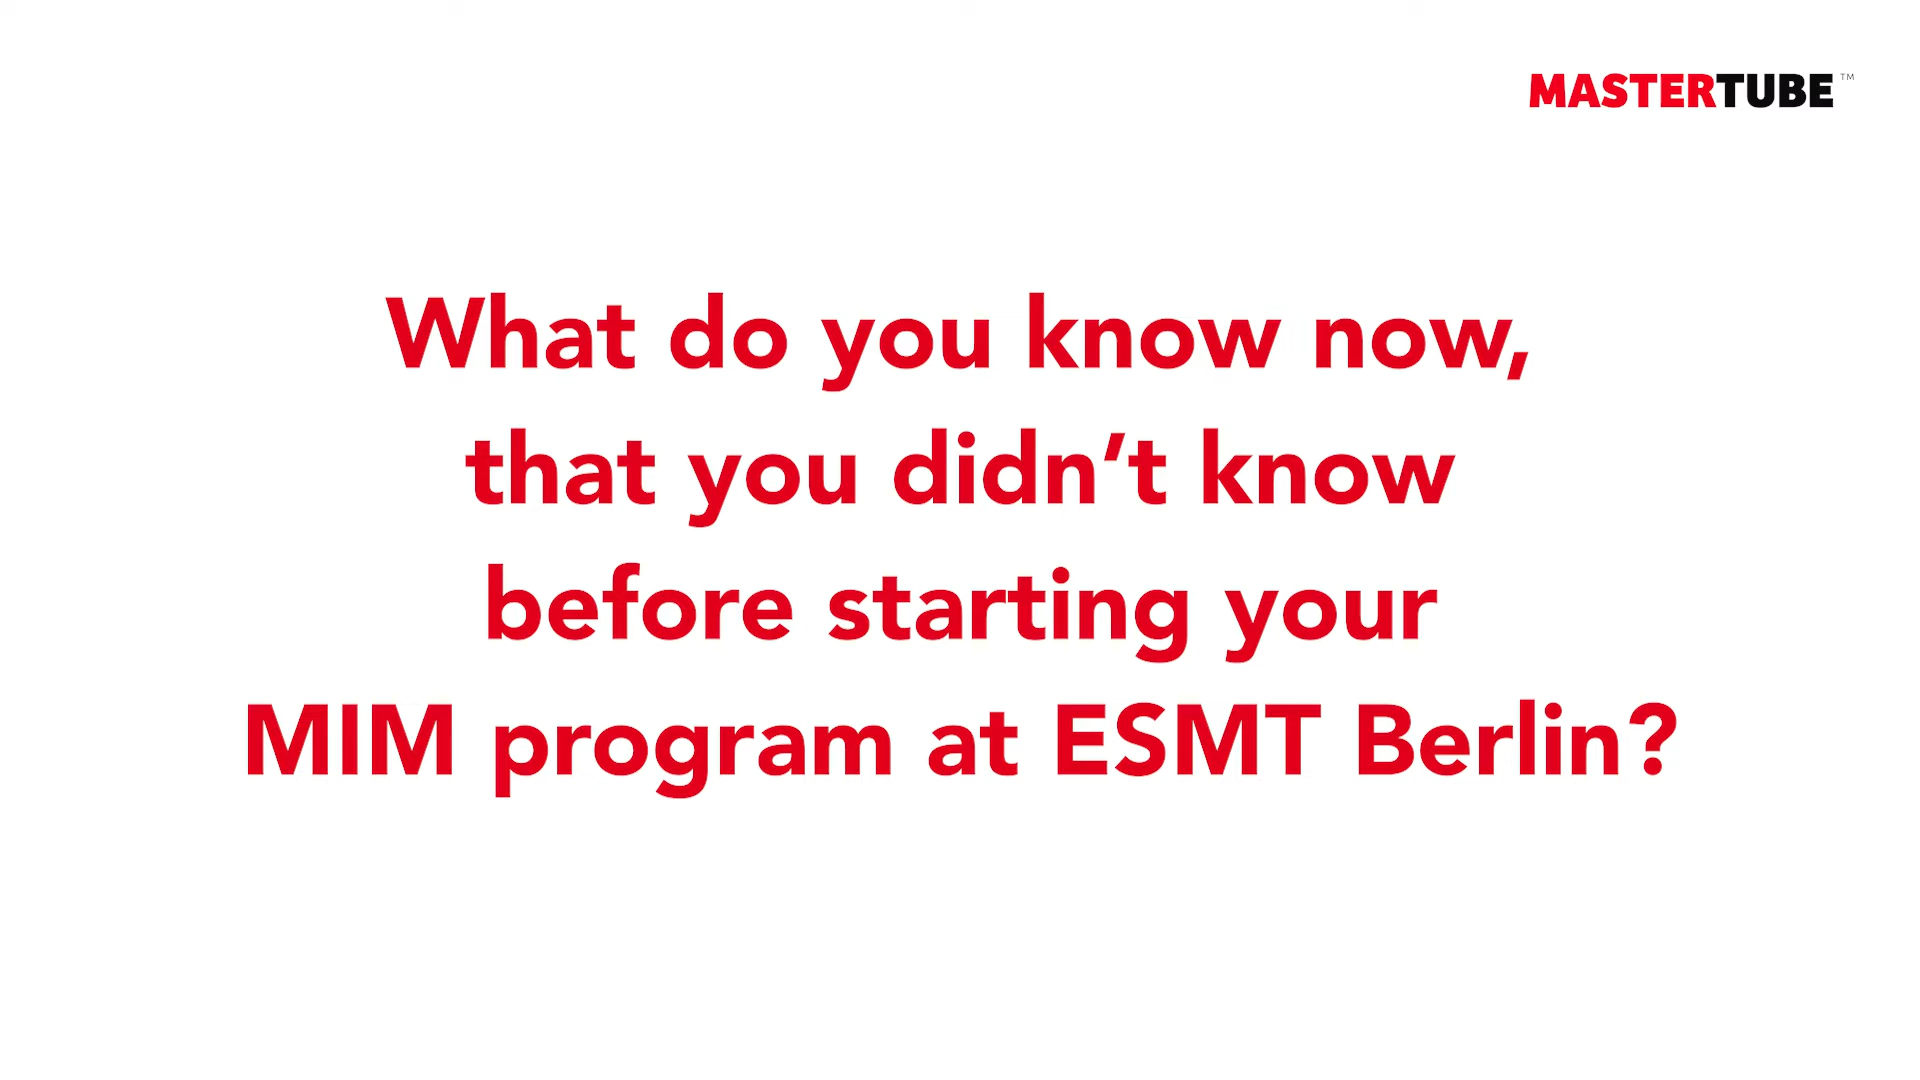 MASTERTUBE™
What do you know now,
that you didn’t know
before starting your
MIM program at ESMT Berlin?